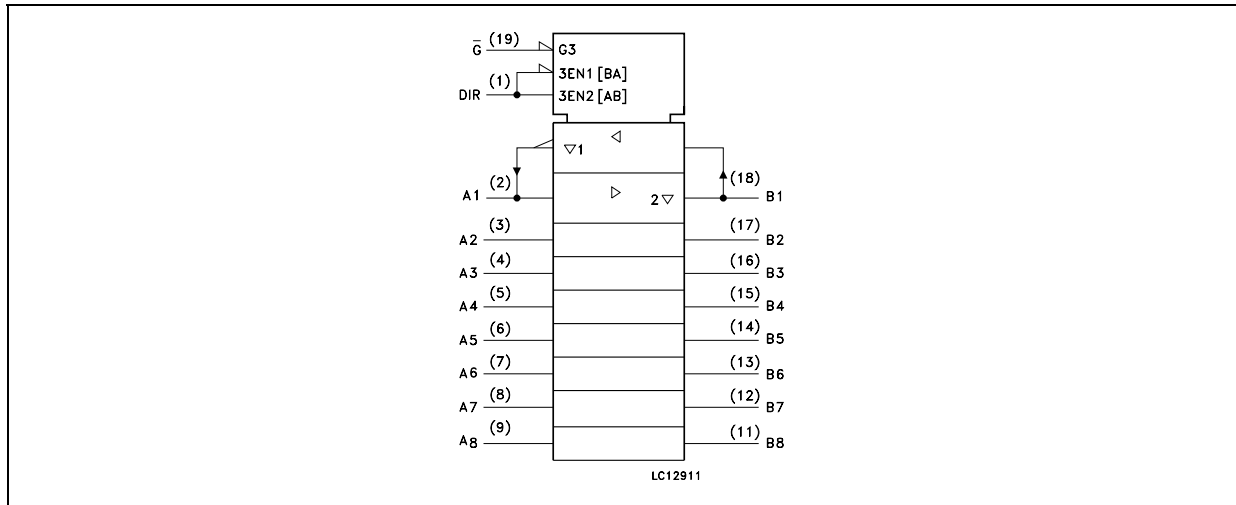 G̅ (19) G3
3EN1 [BA]
DIR (1) 3EN2 [AB]
▽1 ◁
A1 (2) ▷ 2▽ (18) B1
A2 (3) (17) B2
A3 (4) (16) B3
A4 (5) (15) B4
A5 (6) (14) B5
A6 (7) (13) B6
A7 (8) (12) B7
A8 (9) (11) B8
LC12911